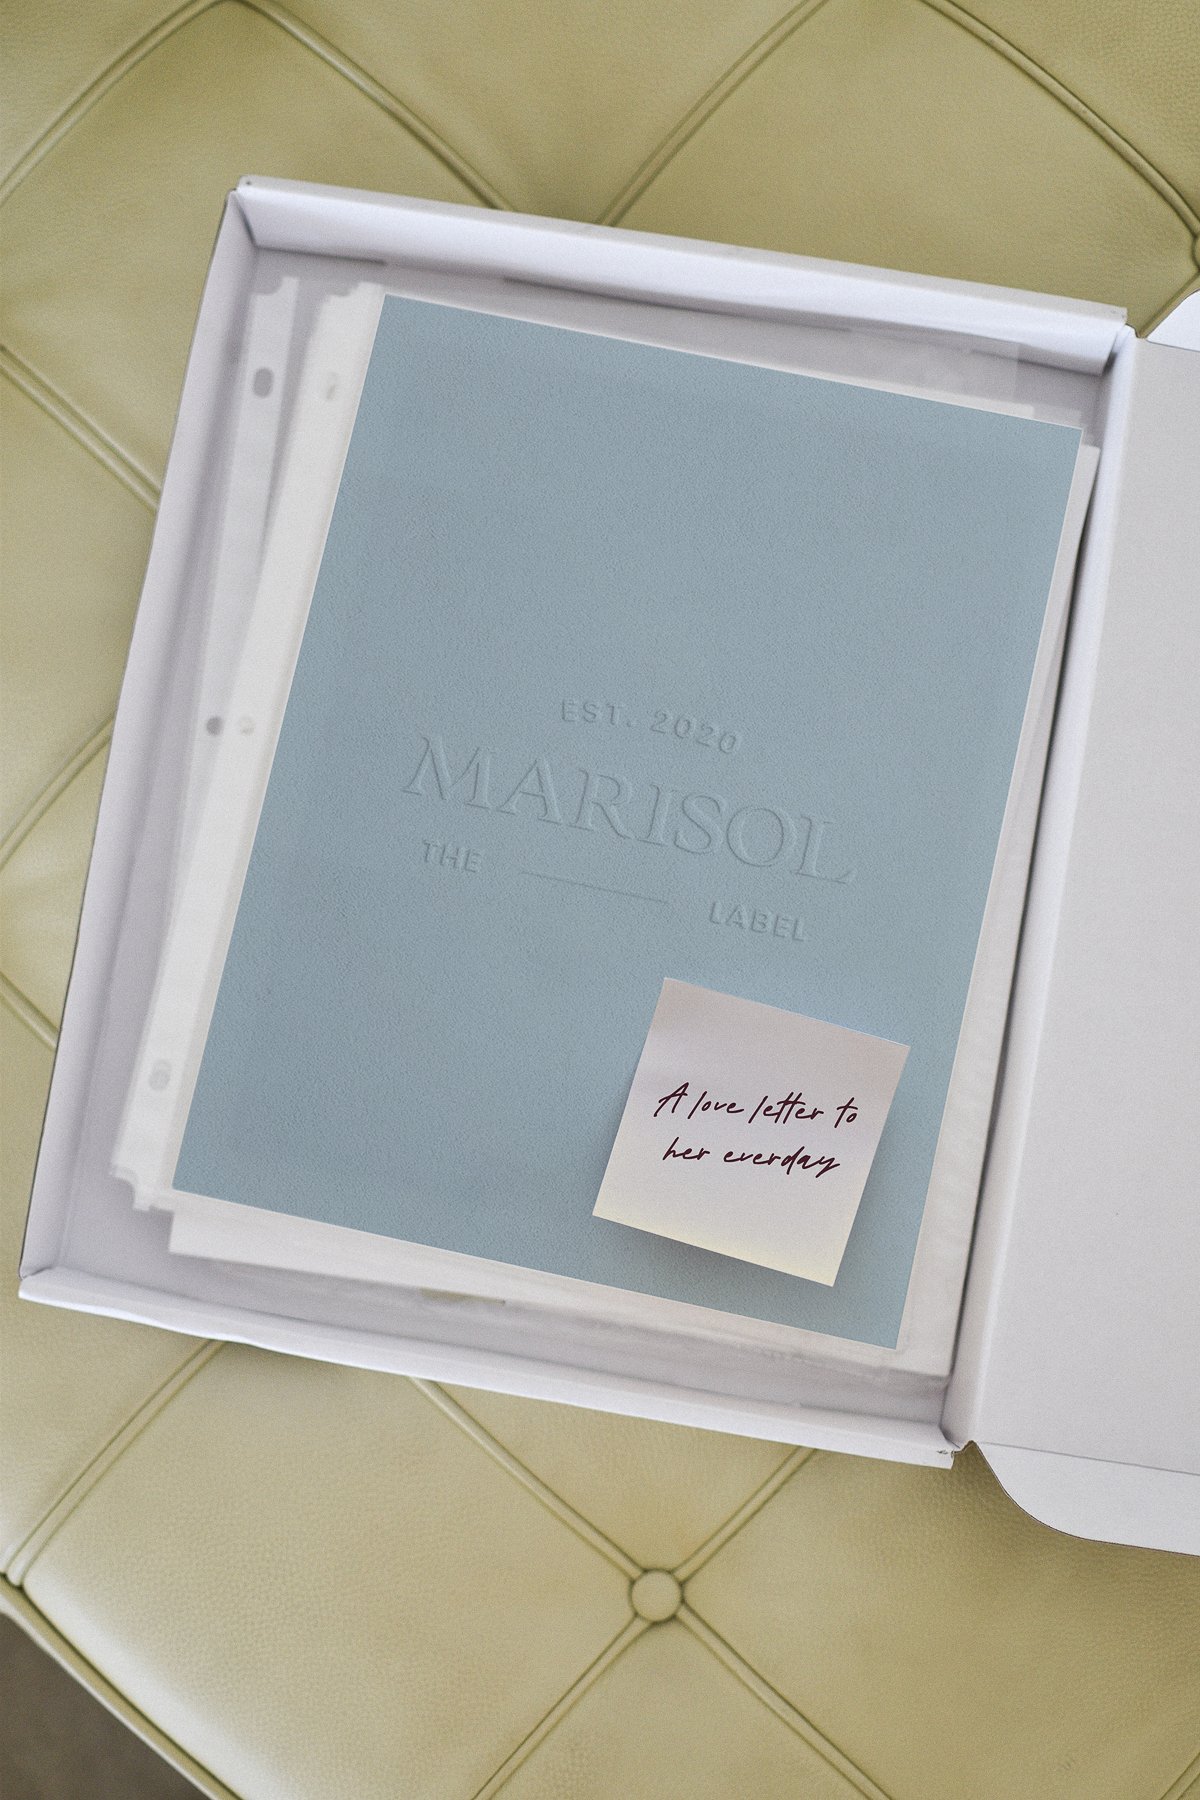 EST. 2020
MARISOL
THE LABEL
A love letter to
her everday